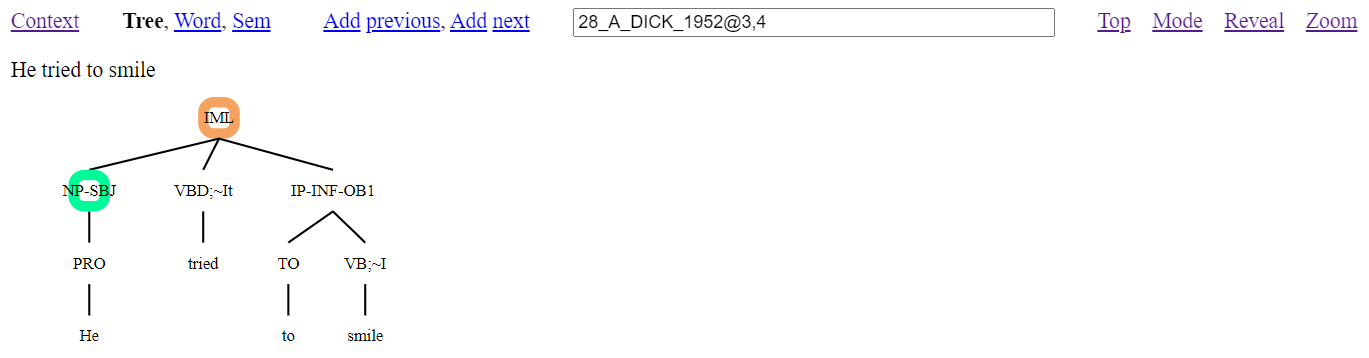 Context Tree, Word, Sem Add previous, Add next 28_A_DICK_1952@3,4 Top Mode Reveal Zoom
He tried to smile
IML
NP-SBJ VBD;~It IP-INF-OB1
PRO tried TO VB;~I
He to smile